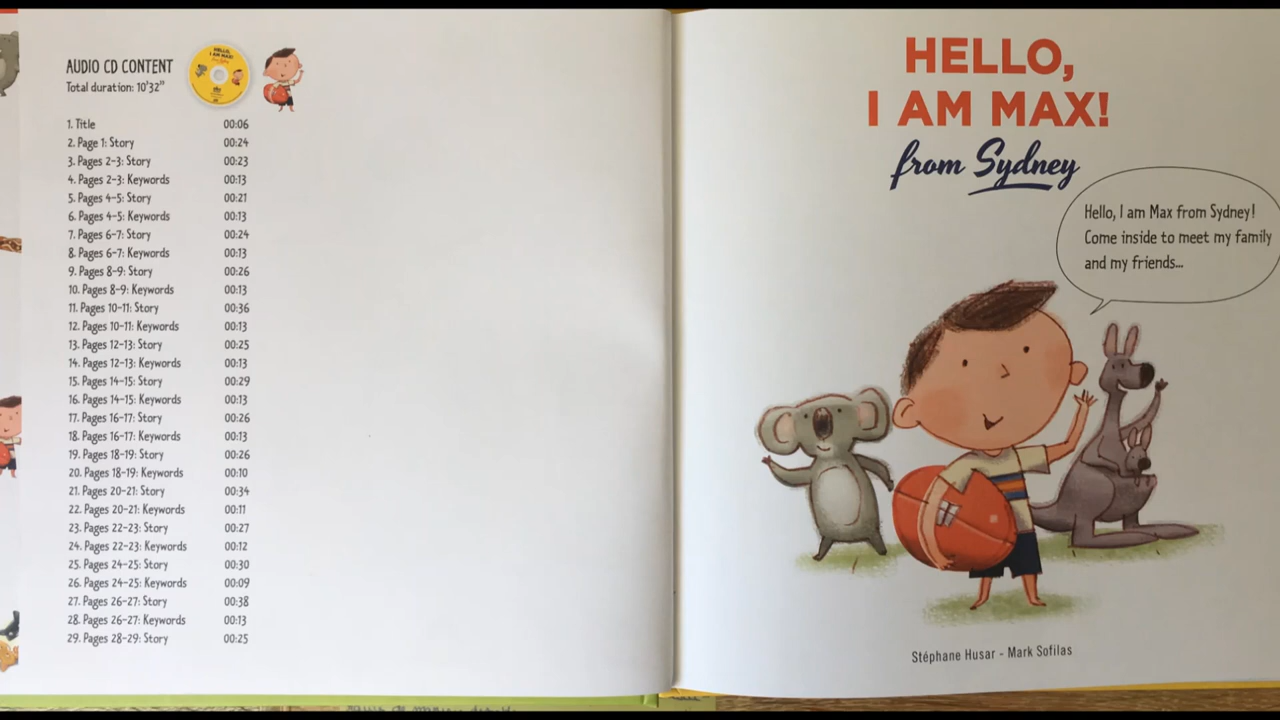 AUDIO CD CONTENT
Total duration: 10'32"
1. Title 00:06
2. Page 1: Story 00:24
3. Pages 2-3: Story 00:23
4. Pages 2-3: Keywords 00:13
5. Pages 4-5: Story 00:21
6. Pages 4-5: Keywords 00:13
7. Pages 6-7: Story 00:24
8. Pages 6-7: Keywords 00:13
9. Pages 8-9: Story 00:26
10. Pages 8-9: Keywords 00:13
11. Pages 10-11: Story 00:36
12. Pages 10-11: Keywords 00:13
13. Pages 12-13: Story 00:25
14. Pages 12-13: Keywords 00:13
15. Pages 14-15: Story 00:29
16. Pages 14-15: Keywords 00:13
17. Pages 16-17: Story 00:26
18. Pages 16-17: Keywords 00:13
19. Pages 18-19: Story 00:26
20. Pages 18-19: Keywords 00:10
21. Pages 20-21: Story 00:34
22. Pages 20-21: Keywords 00:11
23. Pages 22-23: Story 00:27
24. Pages 22-23: Keywords 00:12
25. Pages 24-25: Story 00:30
26. Pages 24-25: Keywords 00:09
27. Pages 26-27: Story 00:38
28. Pages 26-27: Keywords 00:13
29. Pages 28-29: Story 00:25
HELLO,
I AM MAX!
HELLO,
I AM MAX!
from Sydney
Hello, I am Max from Sydney!
Come inside to meet my family
and my friends...
Stéphane Husar - Mark Sofilas